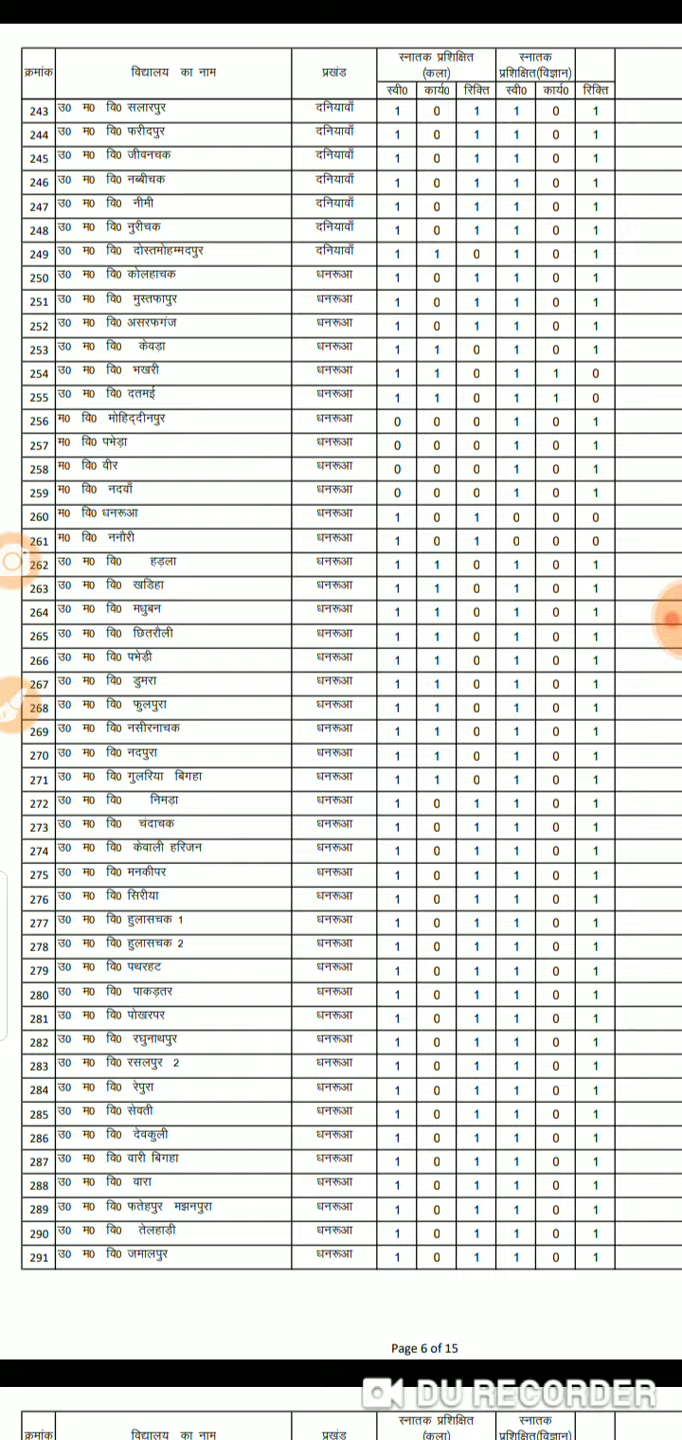 क्रमांक विद्यालय का नाम प्रखंड स्नातक प्रशिक्षित (कला) स्नातक प्रशिक्षित(विज्ञान)
स्वी0 कार्य0 रिक्ति स्वी0 कार्य0 रिक्ति
243 उ0 म0 वि0 सलारपुर दनियावाँ 1 0 1 1 0 1
244 उ0 म0 वि0 फरीदपुर दनियावाँ 1 0 1 1 0 1
245 उ0 म0 वि0 जीवनचक दनियावाँ 1 0 1 1 0 1
246 उ0 म0 वि0 नब्बीचक दनियावाँ 1 0 1 1 0 1
247 उ0 म0 वि0 नीमी दनियावाँ 1 0 1 1 0 1
248 उ0 म0 वि0 नुरीचक दनियावाँ 1 0 1 1 0 1
249 उ0 म0 वि0 दोस्तमोहम्मदपुर दनियावाँ 1 1 0 1 0 1
250 उ0 म0 वि0 कोलहाचक धनरूआ 1 0 1 1 0 1
251 उ0 म0 वि0 मुस्तफापुर धनरूआ 1 0 1 1 0 1
252 उ0 म0 वि0 असरफगंज धनरूआ 1 0 1 1 0 1
253 उ0 म0 वि0 केवड़ा धनरूआ 1 1 0 1 0 1
254 उ0 म0 वि0 भखरी धनरूआ 1 1 0 1 1 0
255 उ0 म0 वि0 दतमई धनरूआ 1 1 0 1 1 0
256 म0 वि0 मोहिद्दीनपुर धनरूआ 0 0 0 1 0 1
257 म0 वि0 पभेड़ा धनरूआ 0 0 0 1 0 1
258 म0 वि0 वीर धनरूआ 0 0 0 1 0 1
259 म0 वि0 नदवाँ धनरूआ 0 0 0 1 0 1
260 म0 वि0 धनरूआ धनरूआ 1 0 1 0 0 0
261 म0 वि0 ननौरी धनरूआ 1 0 1 0 0 0
262 उ0 म0 वि0 हड़ला धनरूआ 1 1 0 1 0 1
263 उ0 म0 वि0 खडिहा धनरूआ 1 1 0 1 0 1
264 उ0 म0 वि0 मधुबन धनरूआ 1 1 0 1 0 1
265 उ0 म0 वि0 छितरौली धनरूआ 1 1 0 1 0 1
266 उ0 म0 वि0 पभेड़ी धनरूआ 1 1 0 1 0 1
267 उ0 म0 वि0 डुमरा धनरूआ 1 1 0 1 0 1
268 उ0 म0 वि0 फुलपुरा धनरूआ 1 1 0 1 0 1
269 उ0 म0 वि0 नसीरनाचक धनरूआ 1 1 0 1 0 1
270 उ0 म0 वि0 नदपुरा धनरूआ 1 1 0 1 0 1
271 उ0 म0 वि0 गुलरिया बिगहा धनरूआ 1 1 0 1 0 1
272 उ0 म0 वि0 निमड़ा धनरूआ 1 0 1 1 0 1
273 उ0 म0 वि0 चंदाचक धनरूआ 1 0 1 1 0 1
274 उ0 म0 वि0 केवाली हरिजन धनरूआ 1 0 1 1 0 1
275 उ0 म0 वि0 मनकीपर धनरूआ 1 0 1 1 0 1
276 उ0 म0 वि0 सिरीया धनरूआ 1 0 1 1 0 1
277 उ0 म0 वि0 हुलासचक 1 धनरूआ 1 0 1 1 0 1
278 उ0 म0 वि0 हुलासचक 2 धनरूआ 1 0 1 1 0 1
279 उ0 म0 वि0 पथरहट धनरूआ 1 0 1 1 0 1
280 उ0 म0 वि0 पाकड़तर धनरूआ 1 0 1 1 0 1
281 उ0 म0 वि0 पोखरपर धनरूआ 1 0 1 1 0 1
282 उ0 म0 वि0 रघुनाथपुर धनरूआ 1 0 1 1 0 1
283 उ0 म0 वि0 रसलपुर 2 धनरूआ 1 0 1 1 0 1
284 उ0 म0 वि0 रेपुरा धनरूआ 1 0 1 1 0 1
285 उ0 म0 वि0 सेवती धनरूआ 1 0 1 1 0 1
286 उ0 म0 वि0 देवकुली धनरूआ 1 0 1 1 0 1
287 उ0 म0 वि0 वारी बिगहा धनरूआ 1 0 1 1 0 1
288 उ0 म0 वि0 वारा धनरूआ 1 0 1 1 0 1
289 उ0 म0 वि0 फतेहपुर मझनपुरा धनरूआ 1 0 1 1 0 1
290 उ0 म0 वि0 तेलहाड़ी धनरूआ 1 0 1 1 0 1
291 उ0 म0 वि0 जमालपुर धनरूआ 1 0 1 1 0 1
Page 6 of 15
DU RECORDER
क्रमांक विद्यालय का नाम प्रखंड स्नातक प्रशिक्षित (कला) स्नातक प्रशिक्षित(विज्ञान)